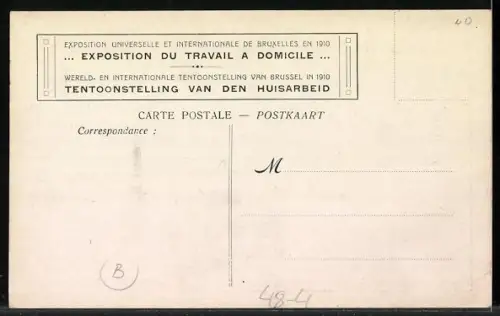 40
EXPOSITION UNIVERSELLE ET INTERNATIONALE DE BRUXELLES EN 1910
... EXPOSITION DU TRAVAIL A DOMICILE ...
WERELD- EN INTERNATIONALE TENTOONSTELLING VAN BRUSSEL IN 1910
TENTOONSTELLING VAN DEN HUISARBEID
CARTE POSTALE — POSTKAART
Correspondance :
M
B
48-4